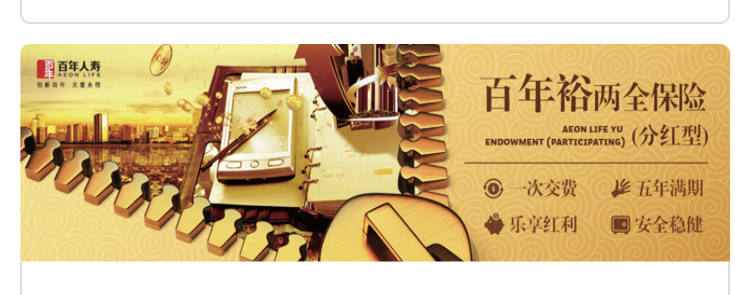 百年
百年人寿
AEON LIFE
创新百年 关爱永恒
百年裕两全保险
AEON LIFE YU
ENDOWMENT (PARTICIPATING)
(分红型)
一次交费
五年满期
乐享红利
安全稳健